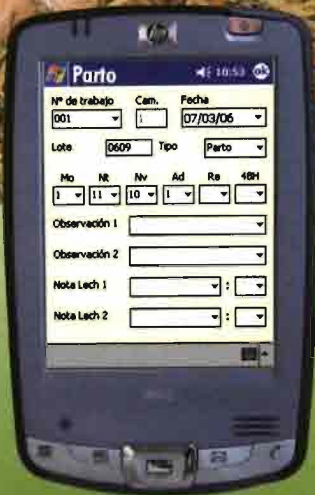 hp
Parto 10:53 ok
Nº de trabajo Cam. Fecha
001 1 07/03/06
Lote 0609 Tipo Parto
Mo Nt Nv Ad Re 48H
1 11 10 1
Observación 1
Observación 2
Nota Lech 1 :
Nota Lech 2 :